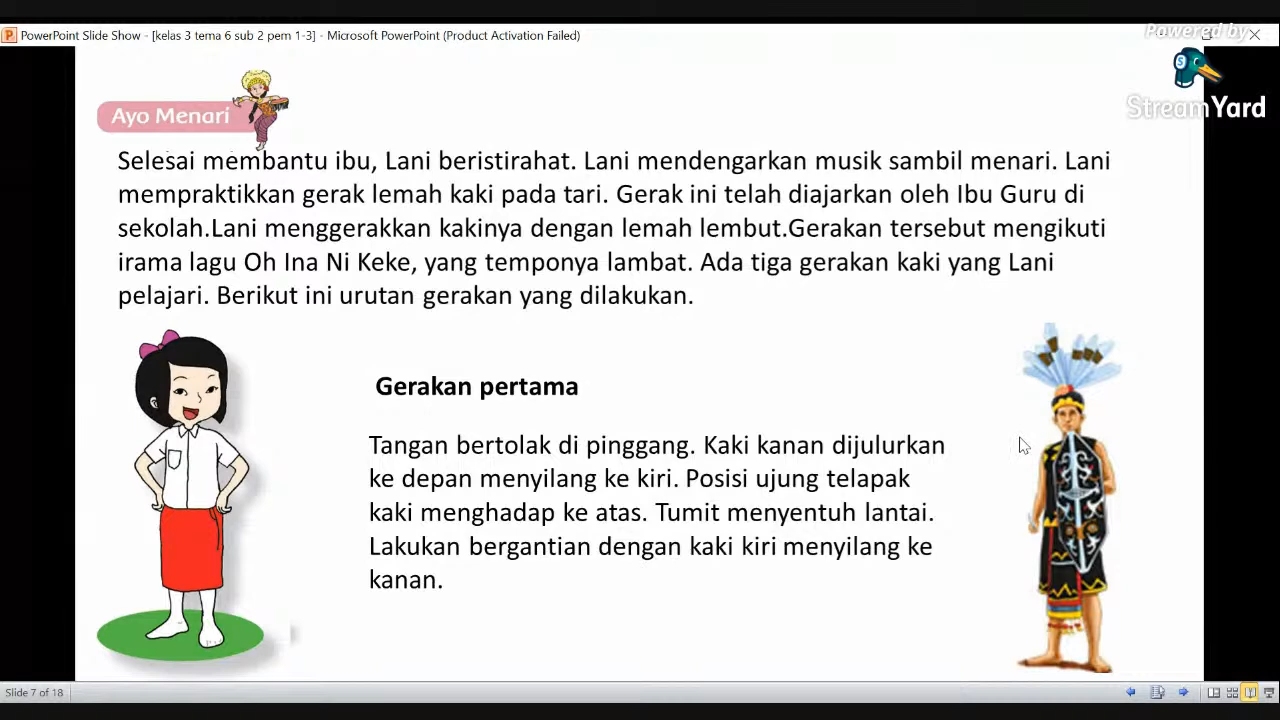 PowerPoint Slide Show - [kelas 3 tema 6 sub 2 pem 1-3] - Microsoft PowerPoint (Product Activation Failed)
Powered by
StreamYard
Ayo Menari
Selesai membantu ibu, Lani beristirahat. Lani mendengarkan musik sambil menari. Lani
mempraktikkan gerak lemah kaki pada tari. Gerak ini telah diajarkan oleh Ibu Guru di
sekolah.Lani menggerakkan kakinya dengan lemah lembut.Gerakan tersebut mengikuti
irama lagu Oh Ina Ni Keke, yang temponya lambat. Ada tiga gerakan kaki yang Lani
pelajari. Berikut ini urutan gerakan yang dilakukan.
Gerakan pertama
Tangan bertolak di pinggang. Kaki kanan dijulurkan
ke depan menyilang ke kiri. Posisi ujung telapak
kaki menghadap ke atas. Tumit menyentuh lantai.
Lakukan bergantian dengan kaki kiri menyilang ke
kanan.
Slide 7 of 18